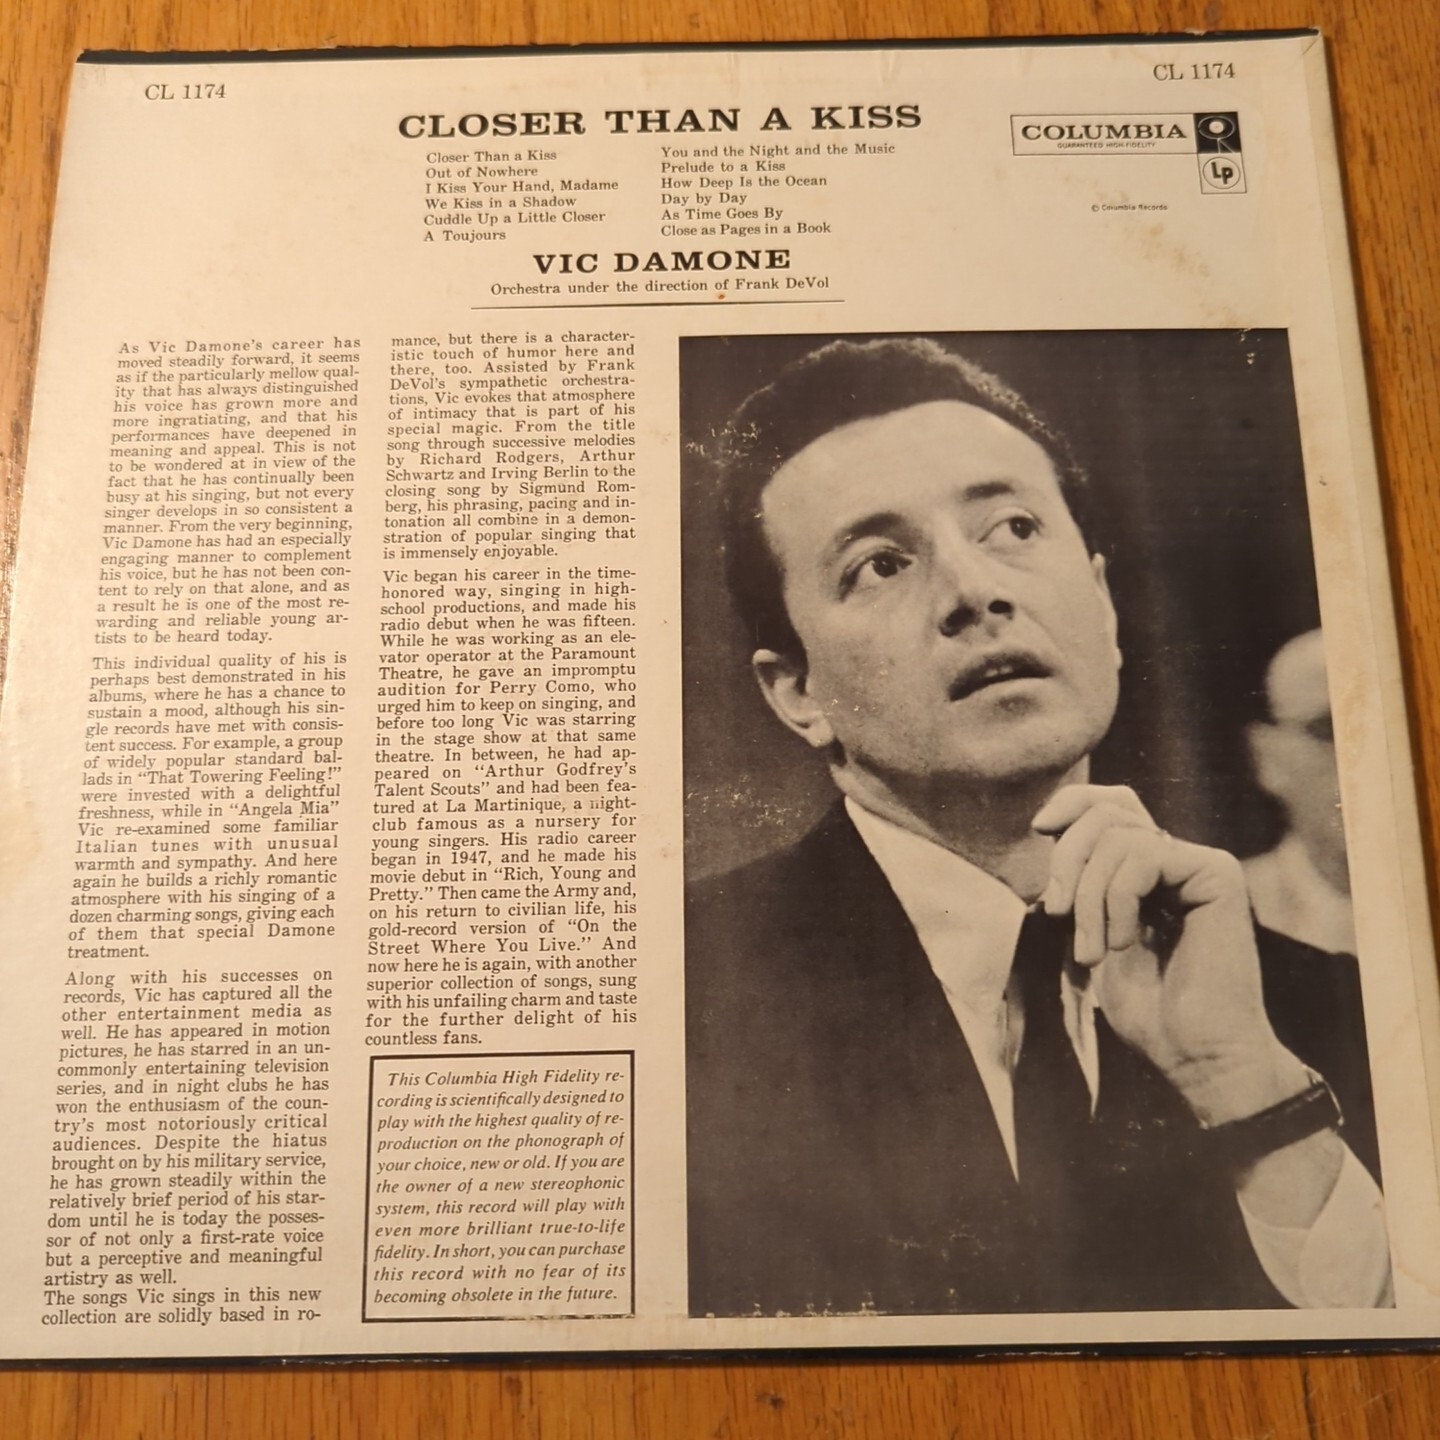 CL 1174
CL 1174
CLOSER THAN A KISS
COLUMBIA
GUARANTEED HIGH-FIDELITY
Lp
© Columbia Records
Closer Than a Kiss
Out of Nowhere
I Kiss Your Hand, Madame
We Kiss in a Shadow
Cuddle Up a Little Closer
A Toujours
You and the Night and the Music
Prelude to a Kiss
How Deep Is the Ocean
Day by Day
As Time Goes By
Close as Pages in a Book
VIC DAMONE
Orchestra under the direction of Frank DeVol
As Vic Damone's career has
moved steadily forward, it seems
as if the particularly mellow qual-
ity that has always distinguished
his voice has grown more and
more ingratiating, and that his
performances have deepened in
meaning and appeal. This is not
to be wondered at in view of the
fact that he has continually been
busy at his singing, but not every
singer develops in so consistent a
manner. From the very beginning,
Vic Damone has had an especially
engaging manner to complement
his voice, but he has not been con-
tent to rely on that alone, and as
a result he is one of the most re-
warding and reliable young ar-
tists to be heard today.
This individual quality of his is
perhaps best demonstrated in his
albums, where he has a chance to
sustain a mood, although his sin-
gle records have met with consis-
tent success. For example, a group
of widely popular standard bal-
lads in "That Towering Feeling!"
were invested with a delightful
freshness, while in "Angela Mia"
Vic re-examined some familiar
Italian tunes with unusual
warmth and sympathy. And here
again he builds a richly romantic
atmosphere with his singing of a
dozen charming songs, giving each
of them that special Damone
treatment.
Along with his successes on
records, Vic has captured all the
other entertainment media as
well. He has appeared in motion
pictures, he has starred in an un-
commonly entertaining television
series, and in night clubs he has
won the enthusiasm of the coun-
try's most notoriously critical
audiences. Despite the hiatus
brought on by his military service,
he has grown steadily within the
relatively brief period of his star-
dom until he is today the posses-
sor of not only a first-rate voice
but a perceptive and meaningful
artistry as well.
The songs Vic sings in this new
collection are solidly based in ro-
mance, but there is a character-
istic touch of humor here and
there, too. Assisted by Frank
DeVol's sympathetic orchestra-
tions, Vic evokes that atmosphere
of intimacy that is part of his
special magic. From the title
song through successive melodies
by Richard Rodgers, Arthur
Schwartz and Irving Berlin to the
closing song by Sigmund Rom-
berg, his phrasing, pacing and in-
tonation all combine in a demon-
stration of popular singing that
is immensely enjoyable.
Vic began his career in the time-
honored way, singing in high-
school productions, and made his
radio debut when he was fifteen.
While he was working as an ele-
vator operator at the Paramount
Theatre, he gave an impromptu
audition for Perry Como, who
urged him to keep on singing, and
before too long Vic was starring
in the stage show at that same
theatre. In between, he had ap-
peared on "Arthur Godfrey's
Talent Scouts" and had been fea-
tured at La Martinique, a night-
club famous as a nursery for
young singers. His radio career
began in 1947, and he made his
movie debut in "Rich, Young and
Pretty." Then came the Army and,
on his return to civilian life, his
gold-record version of "On the
Street Where You Live." And
now here he is again, with another
superior collection of songs, sung
with his unfailing charm and taste
for the further delight of his
countless fans.
This Columbia High Fidelity re-
cording is scientifically designed to
play with the highest quality of re-
production on the phonograph of
your choice, new or old. If you are
the owner of a new stereophonic
system, this record will play with
even more brilliant true-to-life
fidelity. In short, you can purchase
this record with no fear of its
becoming obsolete in the future.